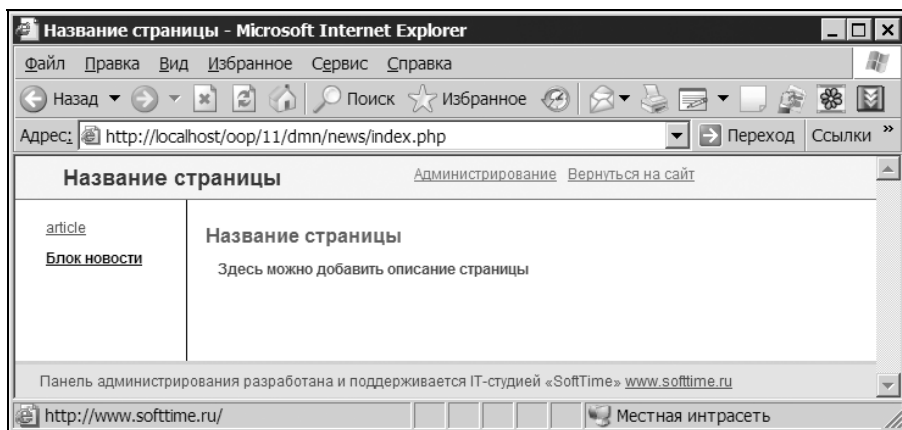 Название страницы - Microsoft Internet Explorer
Файл Правка Вид Избранное Сервис Справка
Назад Поиск Избранное
Адрес: http://localhost/oop/11/dmn/news/index.php Переход Ссылки »
Название страницы Администрирование Вернуться на сайт
article
Блок новости
Название страницы
Здесь можно добавить описание страницы
Панель администрирования разработана и поддерживается IT-студией «SoftTime» www.softtime.ru
http://www.softtime.ru/ Местная интрасеть